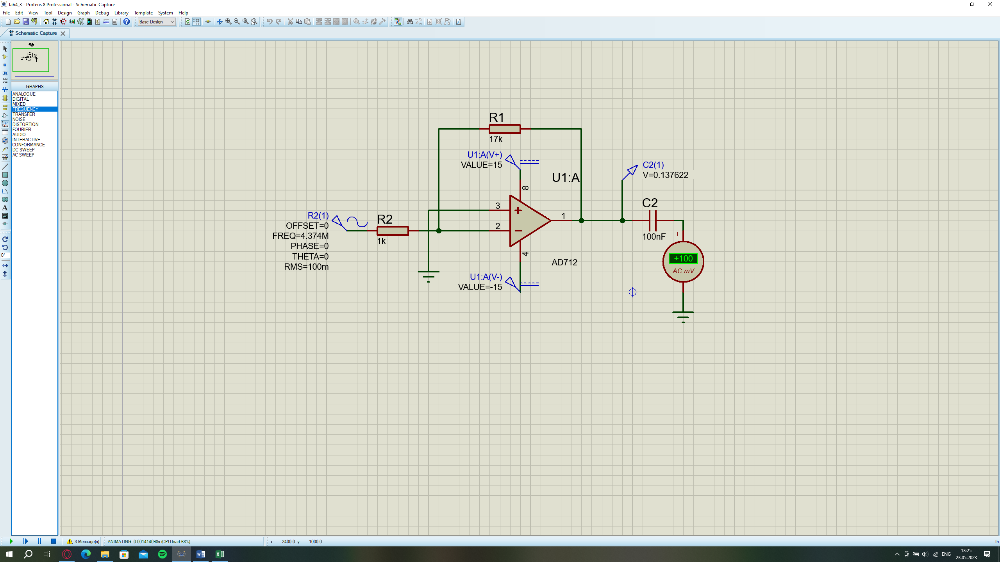 lab4_3 - Proteus 8 Professional - Schematic Capture
File Edit View Tool Design Graph Debug Library Template System Help
Base Design
Schematic Capture
LBL
A
S
0°
GRAPHS
ANALOGUE
DIGITAL
MIXED
FREQUENCY
TRANSFER
NOISE
DISTORTION
FOURIER
AUDIO
INTERACTIVE
CONFORMANCE
DC SWEEP
AC SWEEP
R1
17k
U1:A(V+)
VALUE=15
U1:A
8
C2(1)
V=0.137622
3
2
1
4
R2(1)
OFFSET=0
FREQ=4.374M
PHASE=0
THETA=0
RMS=100m
R2
1k
C2
100nF
+
+100
AC mV
−
AD712
U1:A(V-)
VALUE=-15
3 Message(s)
ANIMATING: 0.001414098s (CPU load 68%)
x: -2400.0 y: -1000.0
th
ENG
13:25
23.05.2023